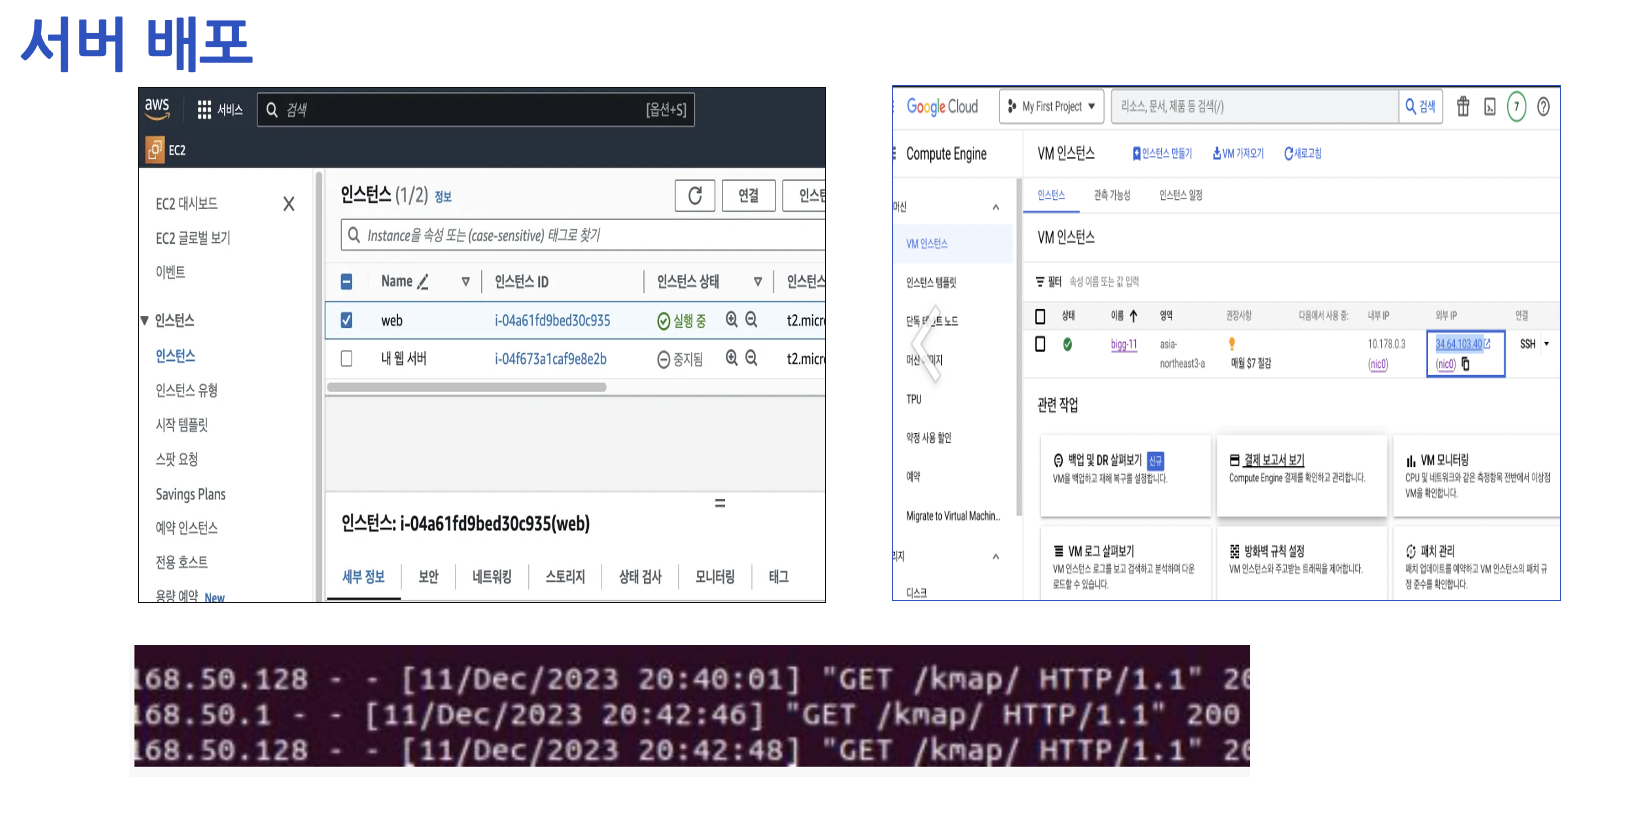 서버 배포
aws
서비스
검색
[옵션+S]
EC2
EC2 대시보드
EC2 글로벌 보기
이벤트
인스턴스
인스턴스
인스턴스 유형
시작 템플릿
스팟 요청
Savings Plans
예약 인스턴스
전용 호스트
용량 예약 New
인스턴스 (1/2) 정보
연결
인스턴
Instance을 속성 또는 (case-sensitive) 태그로 찾기
Name 인스턴스 ID 인스턴스 상태 인스턴스
web i-04a61fd9bed30c935 실행 중 t2.micro
내 웹 서버 i-04f673a1caf9e8e2b 중지됨 t2.micro
인스턴스: i-04a61fd9bed30c935(web)
세부 정보 보안 네트워킹 스토리지 상태 검사 모니터링 태그
Google Cloud
My First Project
리소스, 문서, 제품 등 검색(/)
검색
7
Compute Engine
VM 인스턴스
인스턴스 만들기
VM 가져오기
새로고침
머신
VM 인스턴스
인스턴스 템플릿
단독 테넌트 노드
머신 이미지
TPU
약정 사용 할인
예약
Migrate to Virtual Machin...
리지
디스크
인스턴스 관측 가능성 인스턴스 일정
VM 인스턴스
필터 속성 이름 또는 값 입력
상태 이름 영역 권장사항 다음에서 사용 중: 내부 IP 외부 IP 연결
bigg-11 asia- 10.178.0.3 34.64.103.40 SSH
northeast3-a 매월 $7 절감 (nic0) (nic0)
관련 작업
백업 및 DR 살펴보기 신규
VM을 백업하고 재해 복구를 설정합니다.
결제 보고서 보기
Compute Engine 결제를 확인하고 관리합니다.
VM 모니터링
CPU 및 네트워크와 같은 측정항목 전반에서 이상점
VM을 확인합니다.
VM 로그 살펴보기
VM 인스턴스 로그를 보고 검색하고 분석하며 다운
로드할 수 있습니다.
방화벽 규칙 설정
VM 인스턴스와 주고받는 트래픽을 제어합니다.
패치 관리
패치 업데이트를 예약하고 VM 인스턴스의 패치 규
정 준수를 확인합니다.
168.50.128 - - [11/Dec/2023 20:40:01] "GET /kmap/ HTTP/1.1" 20
168.50.1 - - [11/Dec/2023 20:42:46] "GET /kmap/ HTTP/1.1" 200
168.50.128 - - [11/Dec/2023 20:42:48] "GET /kmap/ HTTP/1.1" 20